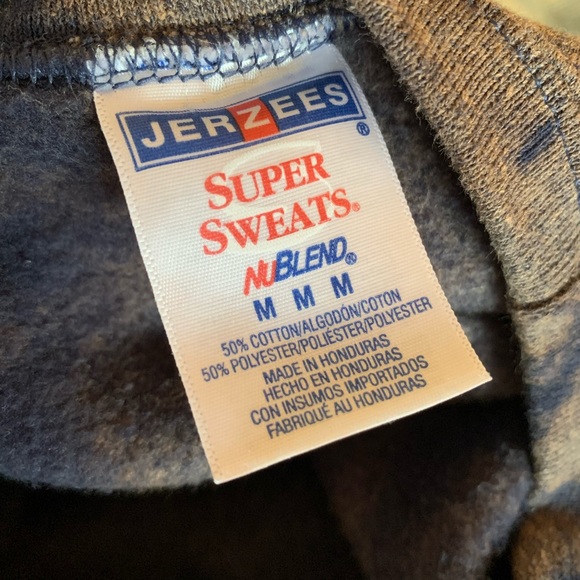 JERZEES®
SUPER
SWEATS®
NUBLEND®
M M M
50% COTTON/ALGODÓN/COTON
50% POLYESTER/POLIÉSTER/POLYESTER
MADE IN HONDURAS
HECHO EN HONDURAS
CON INSUMOS IMPORTADOS
FABRIQUÉ AU HONDURAS